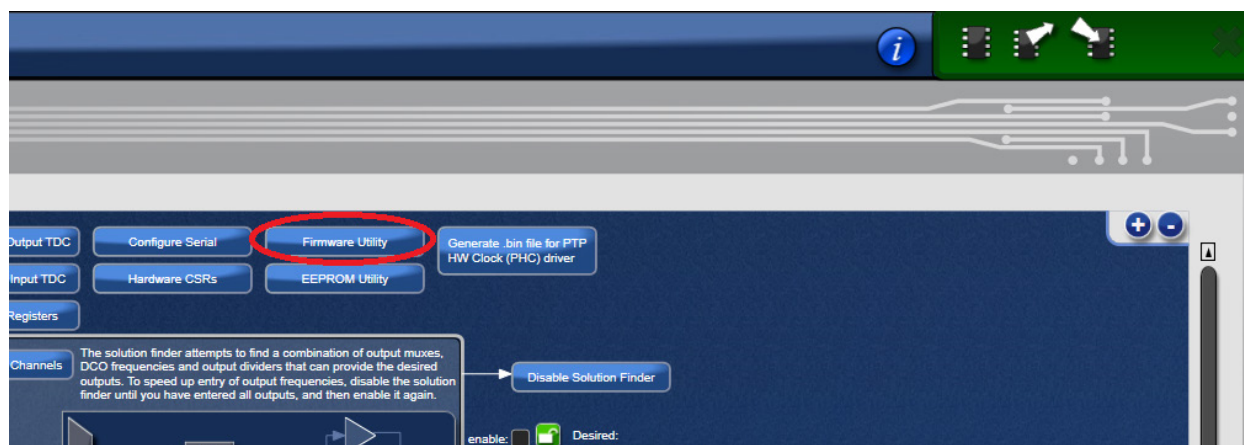 i
+ -
Output TDC
Configure Serial
Firmware Utility
Generate .bin file for PTP
HW Clock (PHC) driver
Input TDC
Hardware CSRs
EEPROM Utility
Registers
Channels
The solution finder attempts to find a combination of output muxes,
DCO frequencies and output dividers that can provide the desired
outputs. To speed up entry of output frequencies, disable the solution
finder until you have entered all outputs, and then enable it again.
Disable Solution Finder
enable:
Desired: